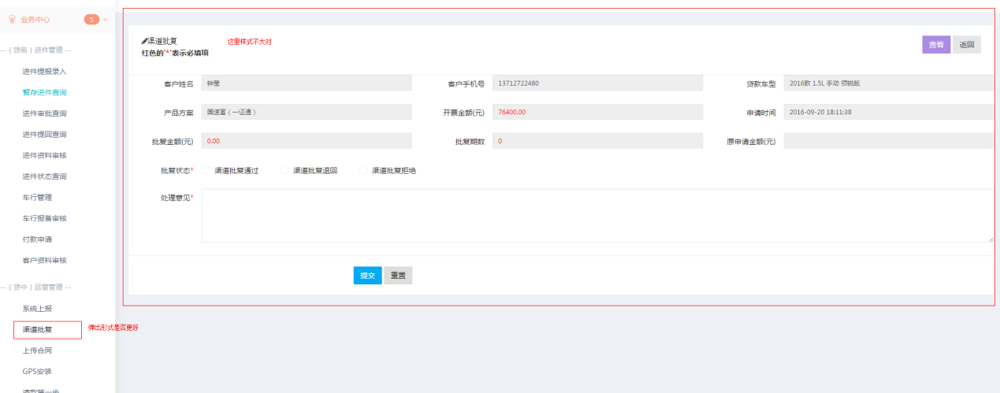 业务中心 5
-- ( 贷前 ) 进件管理 --
进件提报录入
暂存进件查询
进件审批查询
进件提回查询
进件资料审核
进件状态查询
车行管理
车行报备审核
付款申请
客户资料审核
-- ( 贷中 ) 运营管理 --
系统上报
渠道批复 弹出形式是否更好
上传合同
GPS安装
请款第一步
渠道批复 这里样式不大对
红色的'*'表示必填项
查看 返回
客户姓名 钟莹 客户手机号 13712722480 贷款车型 2016款 1.5L 手动 领锐版
产品方案 国速富 ( 一证通 ) 开票金额(元) 76400.00 申请时间 2016-09-20 18:11:38
批复金额(元) 0.00 批复期数 0 原申请金额(元)
批复状态* 渠道批复通过 渠道批复退回 渠道批复拒绝
处理意见*
提交 重置